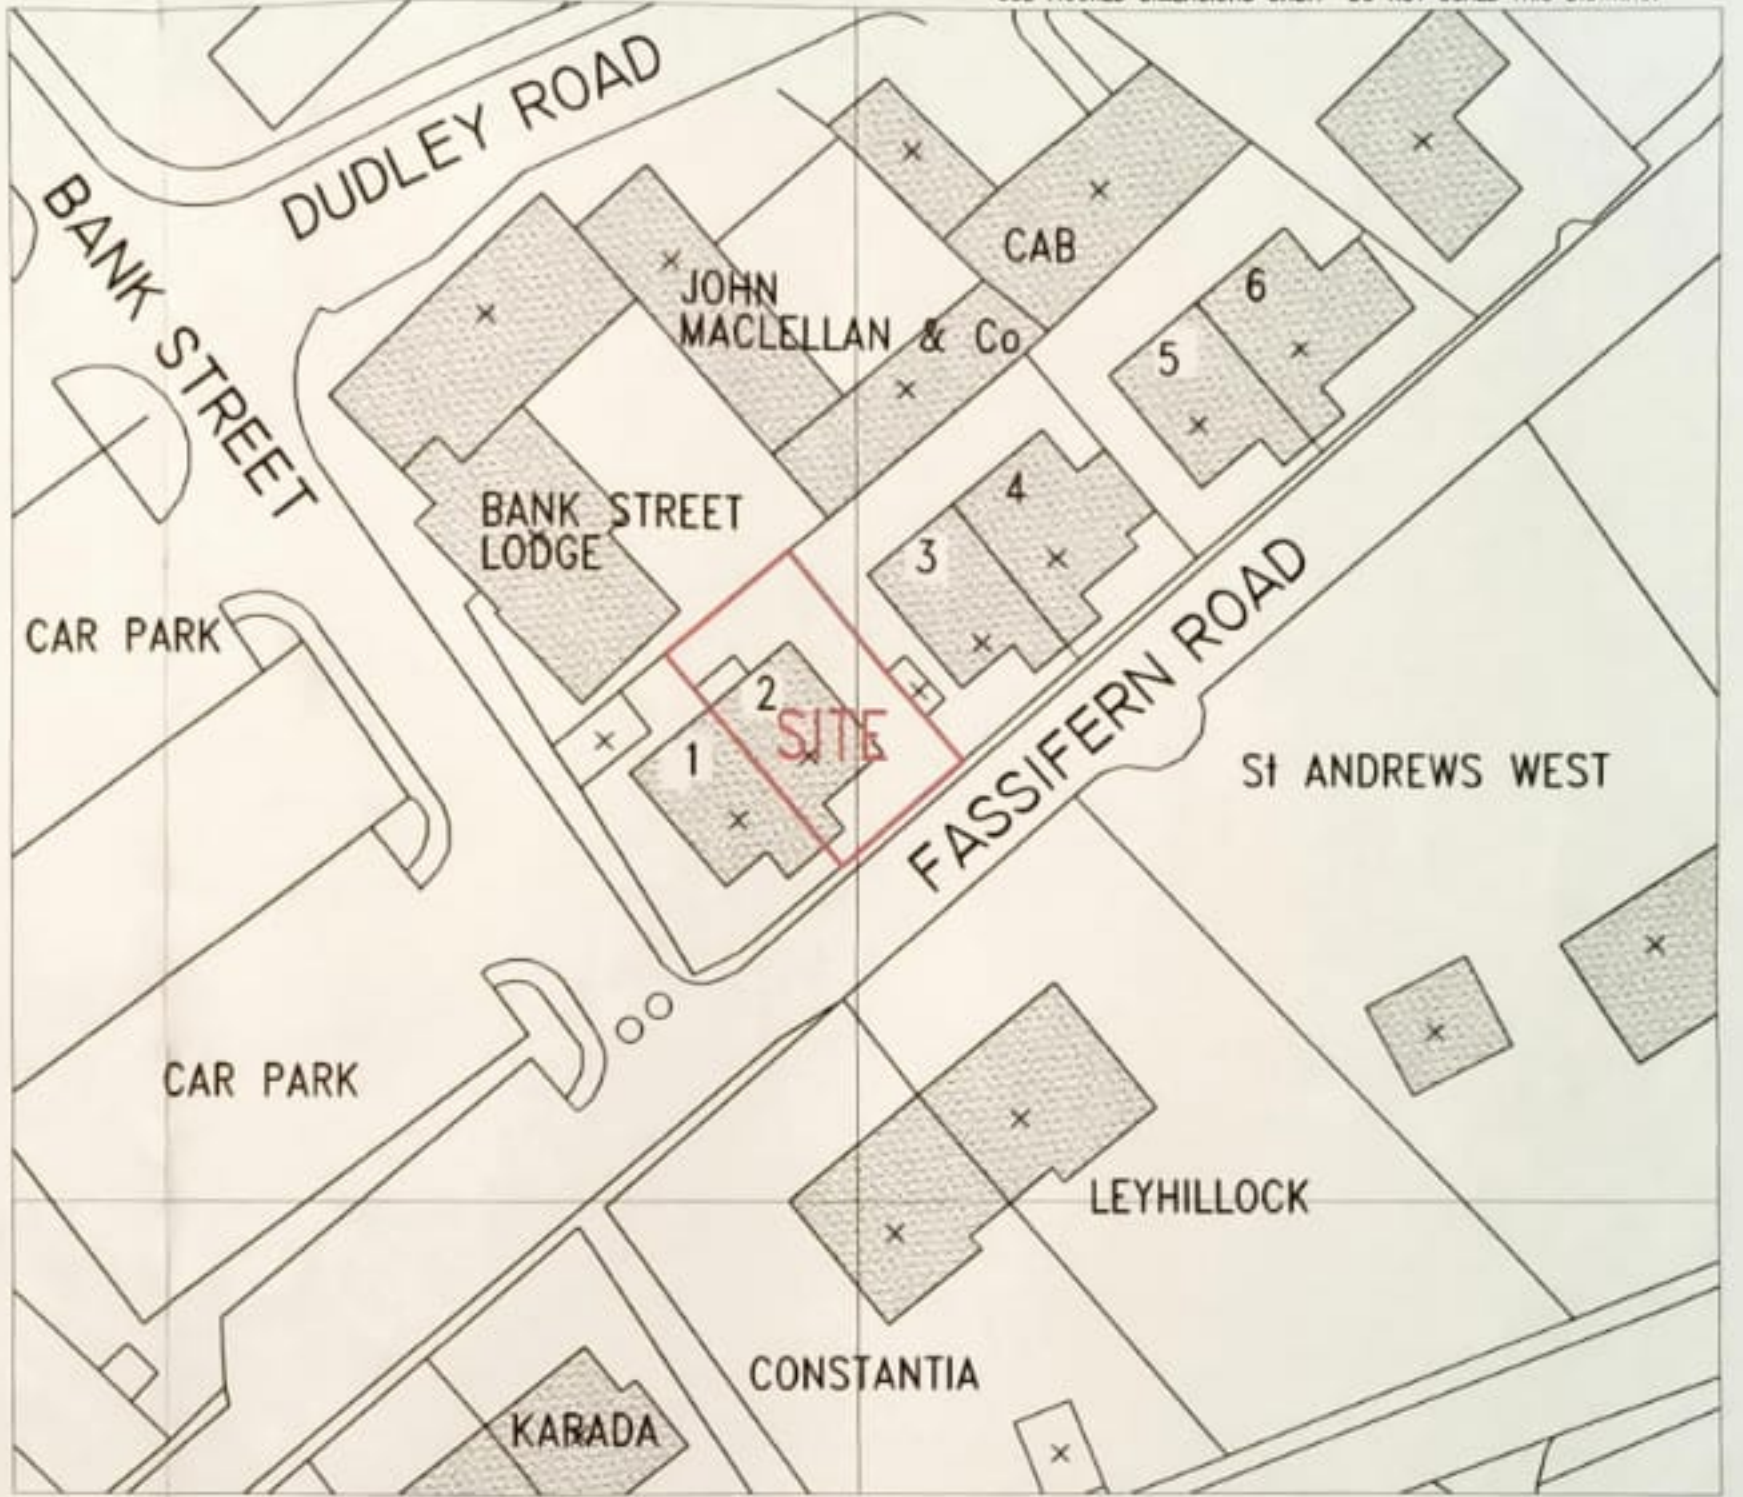 DUDLEY ROAD
BANK STREET
JOHN
MACLELLAN & Co
CAB
6
5
4
3
BANK STREET
LODGE
CAR PARK
2
SITE
1
FASSIFERN ROAD
St ANDREWS WEST
CAR PARK
LEYHILLOCK
CONSTANTIA
KARADA